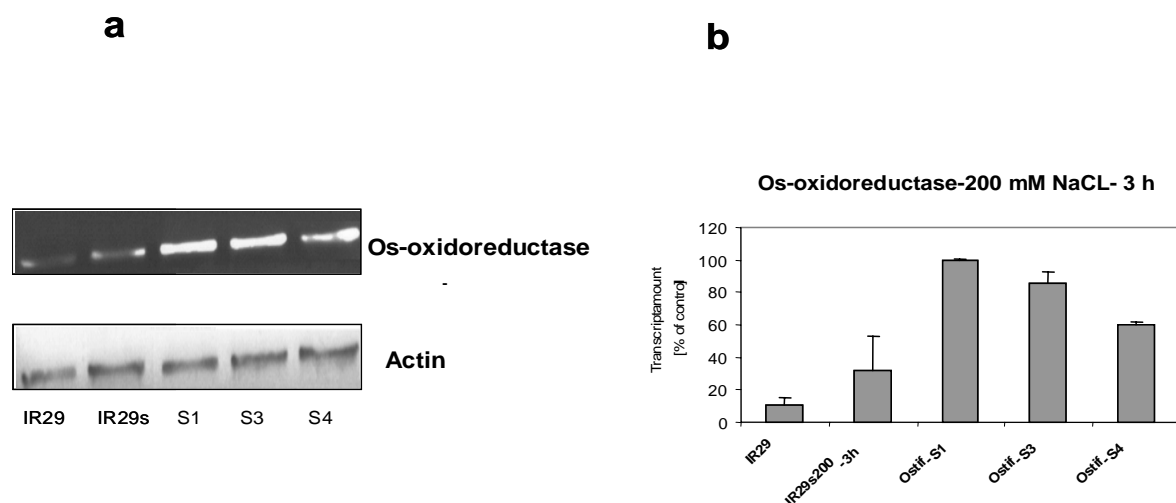 a
Os-oxidoreductase
-
Actin
IR29 IR29s S1 S3 S4
b
Os-oxidoreductase-200 mM NaCL- 3 h
Transcriptamount
[% of control]
120
100
80
60
40
20
0
IR29
IR29s200 -3h
Ostif-S1
Ostif-S3
Ostif-S4